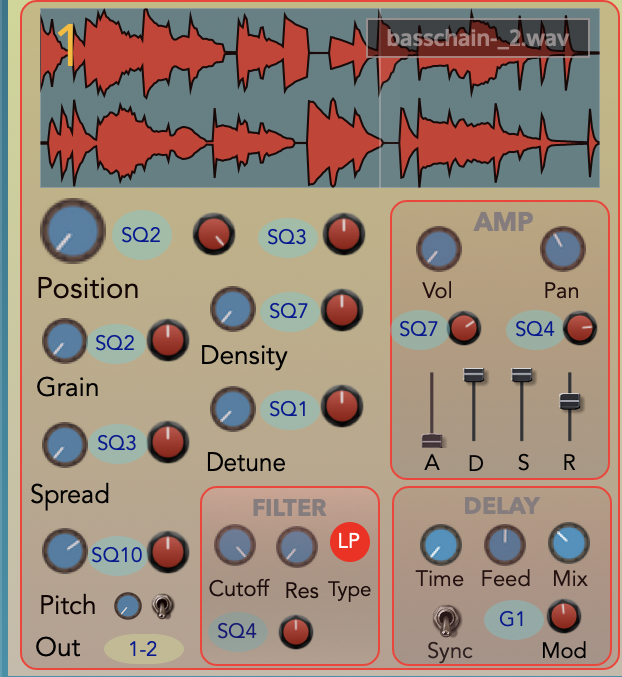 1
basschain-_2.wav
SQ2
SQ3
Position
SQ7
SQ2
Density
Grain
SQ1
SQ3
Detune
Spread
SQ10
Pitch
Out
1-2
AMP
Vol Pan
SQ7 SQ4
A D S R
FILTER
LP
Cutoff Res Type
SQ4
DELAY
Time Feed Mix
G1
Sync Mod